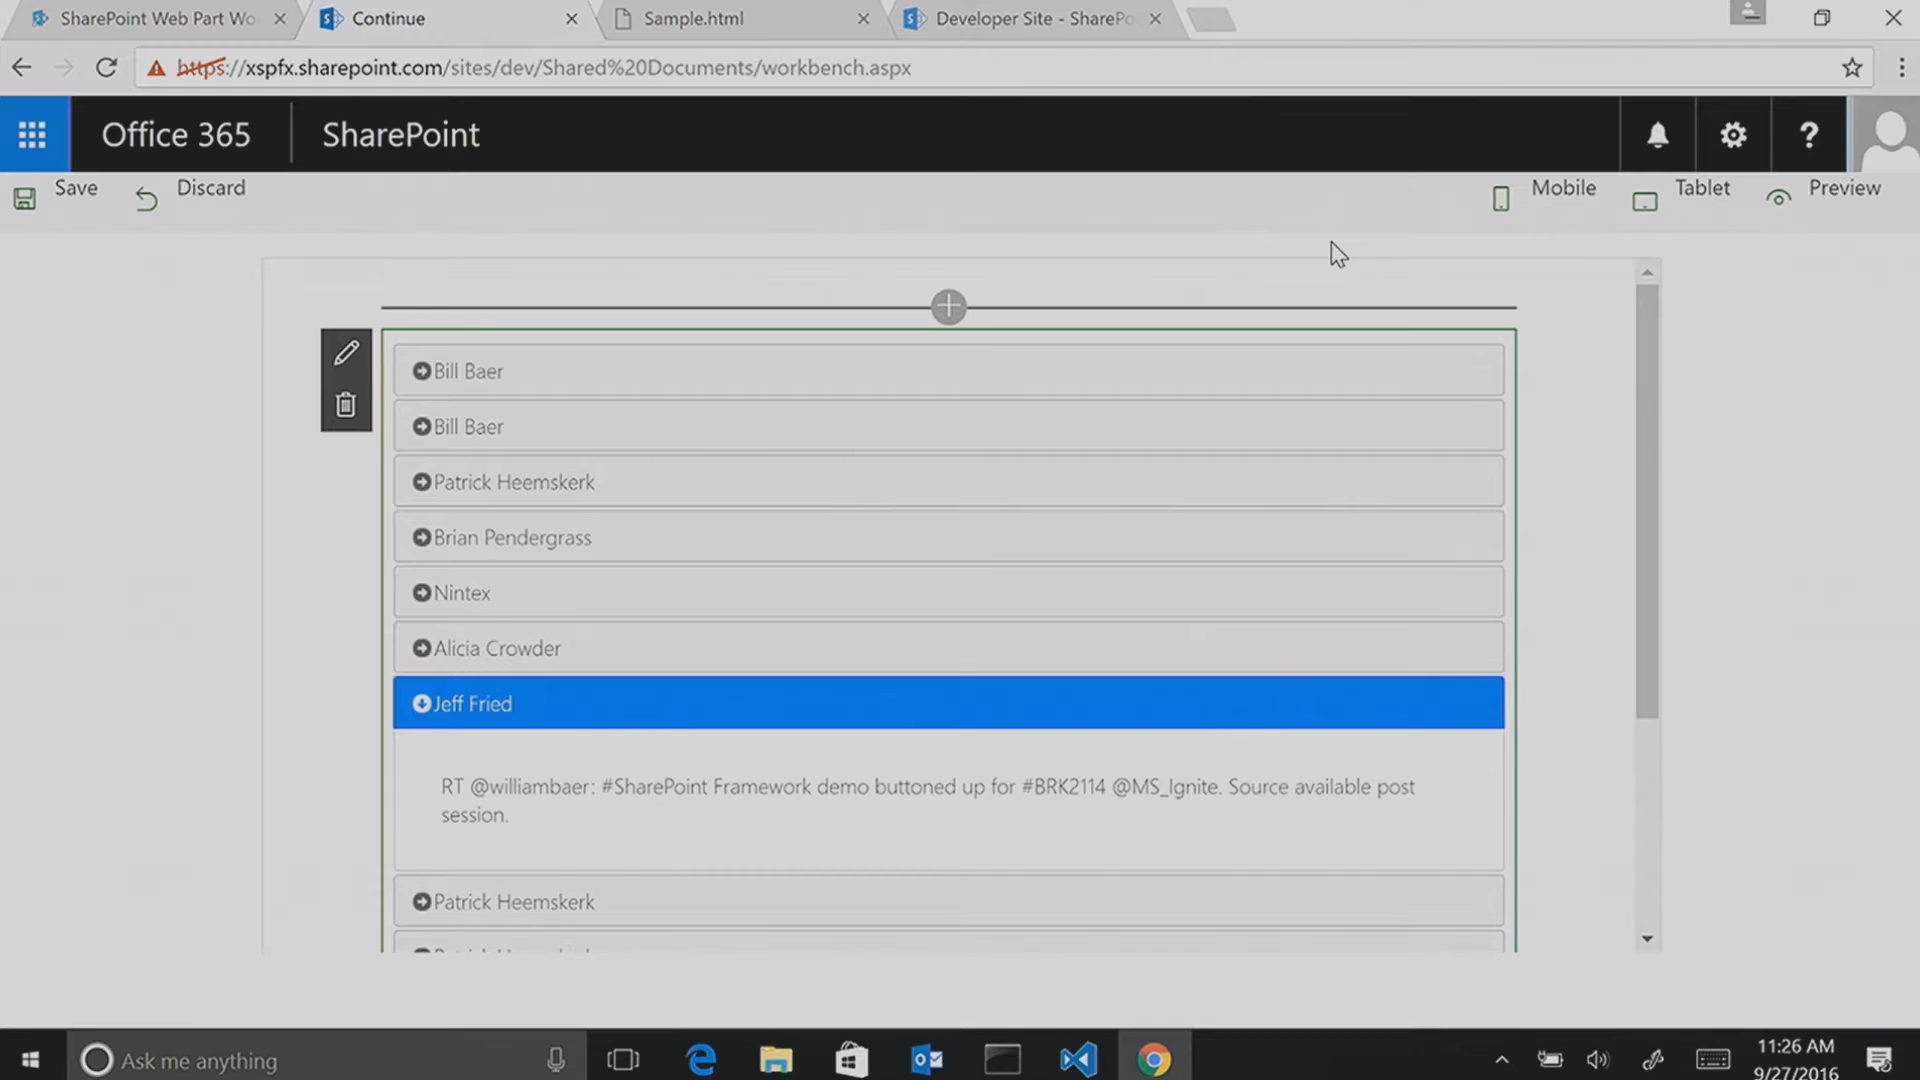 SharePoint Web Part Wo
Continue
Sample.html
Developer Site - SharePo
https://xspfx.sharepoint.com/sites/dev/Shared%20Documents/workbench.aspx
Office 365
SharePoint
?
Save
Discard
Mobile
Tablet
Preview
Bill Baer
Bill Baer
Patrick Heemskerk
Brian Pendergrass
Nintex
Alicia Crowder
Jeff Fried
RT @williambaer: #SharePoint Framework demo buttoned up for #BRK2114 @MS_Ignite. Source available post
session.
Patrick Heemskerk
Ask me anything
11:26 AM
9/27/2016